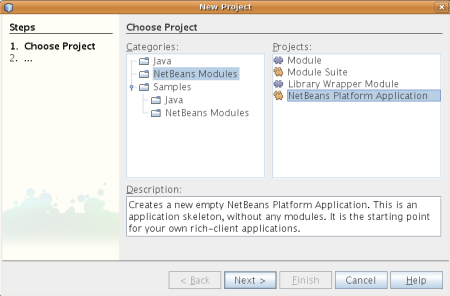 New Project
Steps
1. Choose Project
2. ...
Choose Project
Categories:
Java
NetBeans Modules
Samples
Java
NetBeans Modules
Projects:
Module
Module Suite
Library Wrapper Module
NetBeans Platform Application
Description:
Creates a new empty NetBeans Platform Application. This is an
application skeleton, without any modules. It is the starting point
for your own rich-client applications.
< Back
Next >
Finish
Cancel
Help